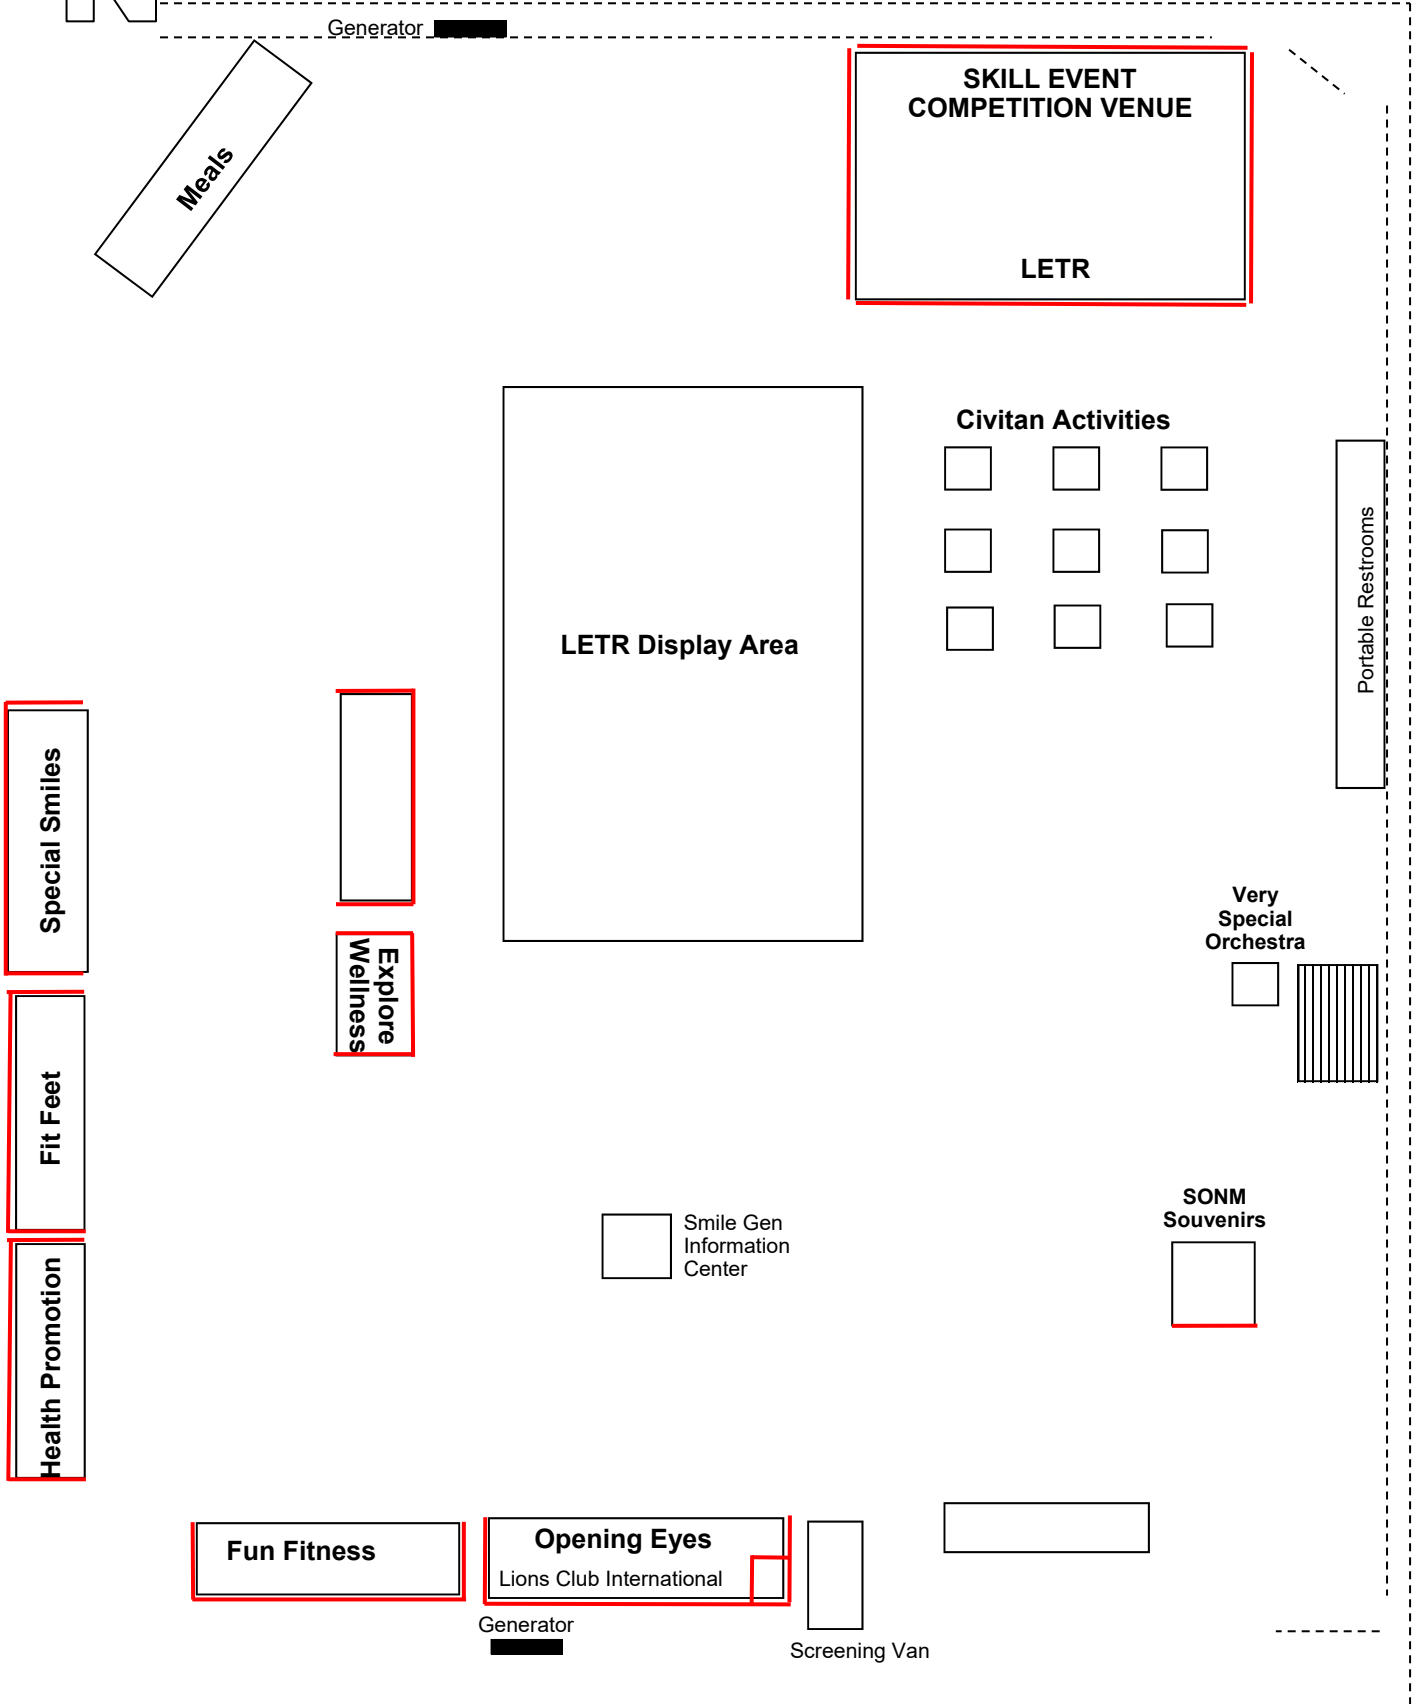 Generator
SKILL EVENT
COMPETITION VENUE
Meals
LETR
Civitan Activities
Portable Restrooms
LETR Display Area
Special Smiles
Very
Special
Orchestra
Explore
Wellness
Fit Feet
SONM
Souvenirs
Smile Gen
Information
Center
Health Promotion
Fun Fitness
Opening Eyes
Lions Club International
Generator
Screening Van